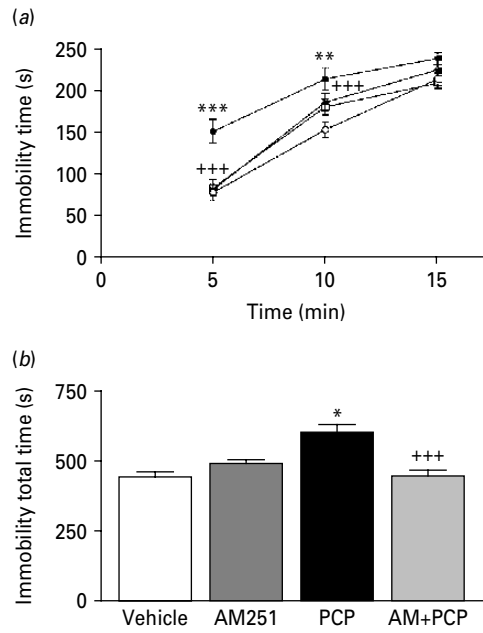 (a)
Immobility time (s)
250
200
150
100
50
0
***
+++
**
+++
0
5
10
15
Time (min)
(b)
Immobility total time (s)
750
500
250
0
*
+++
Vehicle
AM251
PCP
AM+PCP